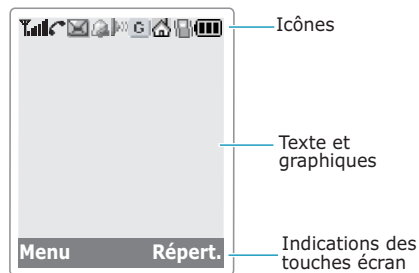 G
Icônes
Texte et
graphiques
Menu
Répert.
Indications des
touches écran